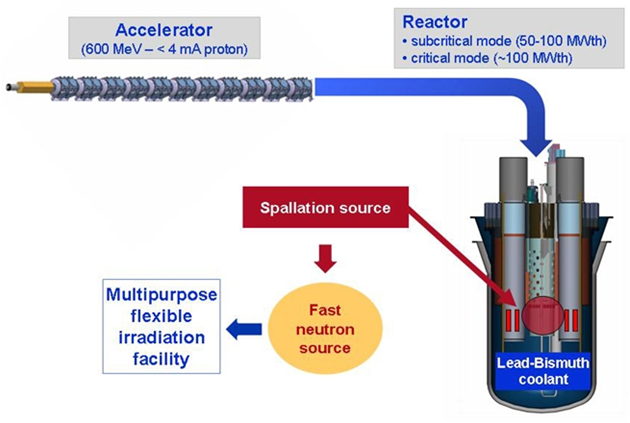 Accelerator
(600 MeV – < 4 mA proton)
Reactor
• subcritical mode (50-100 MWth)
• critical mode (~100 MWth)
Spallation source
Fast
neutron
source
Multipurpose
flexible
irradiation
facility
Lead-Bismuth
coolant